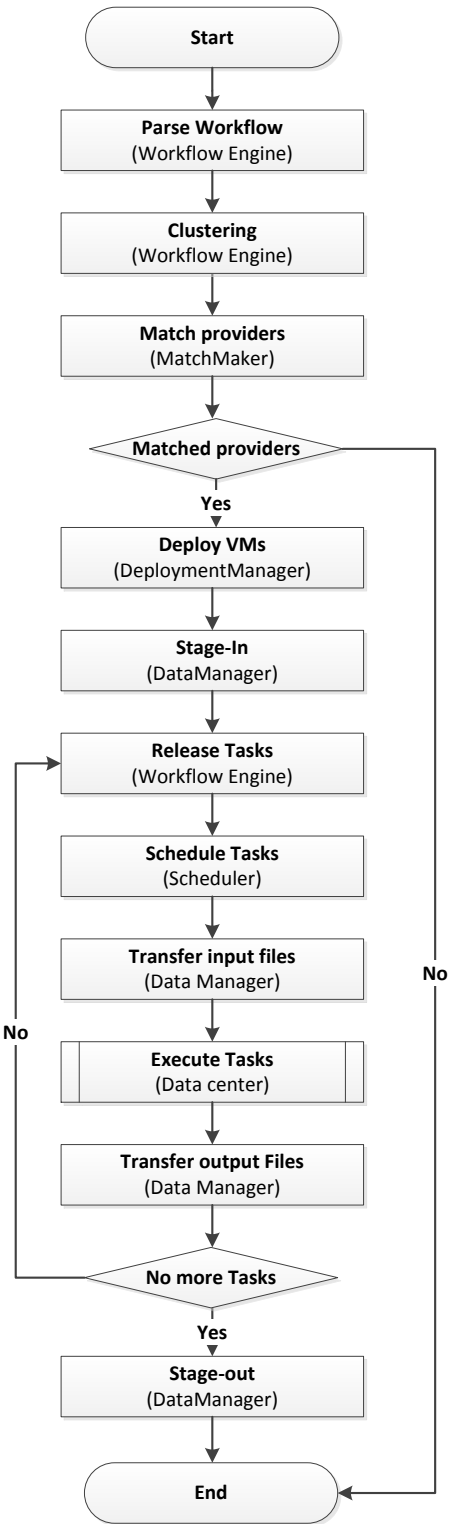 Start
Parse Workflow
(Workflow Engine)
Clustering
(Workflow Engine)
Match providers
(MatchMaker)
Matched providers
Yes
Deploy VMs
(DeploymentManager)
Stage-In
(DataManager)
Release Tasks
(Workflow Engine)
Schedule Tasks
(Scheduler)
Transfer input files
(Data Manager)
No
No
Execute Tasks
(Data center)
Transfer output Files
(Data Manager)
No more Tasks
Yes
Stage-out
(DataManager)
End